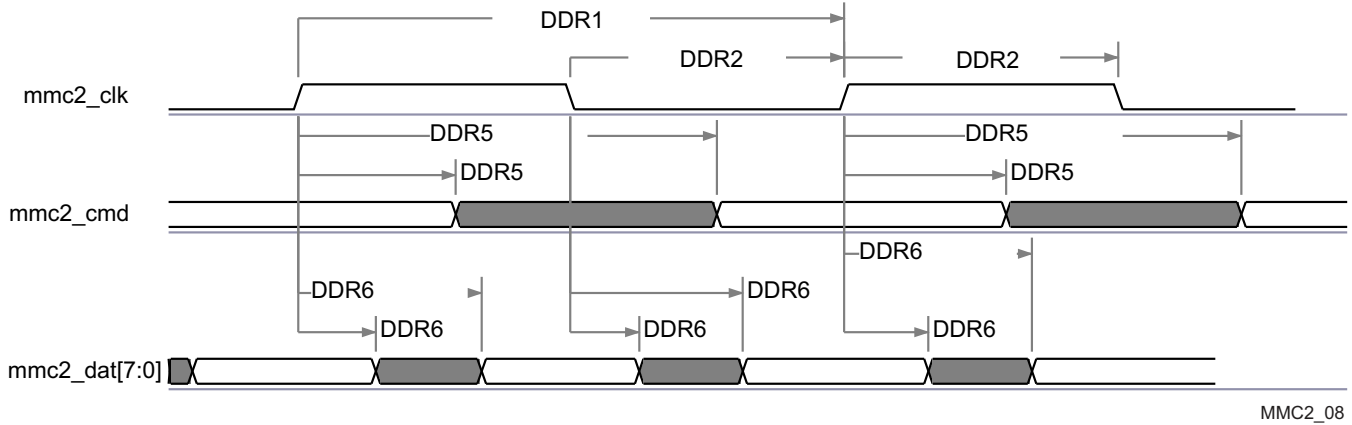 DDR1
DDR2 DDR2
mmc2_clk
DDR5 DDR5
DDR5 DDR5
mmc2_cmd
DDR6
DDR6 DDR6
DDR6 DDR6 DDR6
mmc2_dat[7:0]
MMC2_08